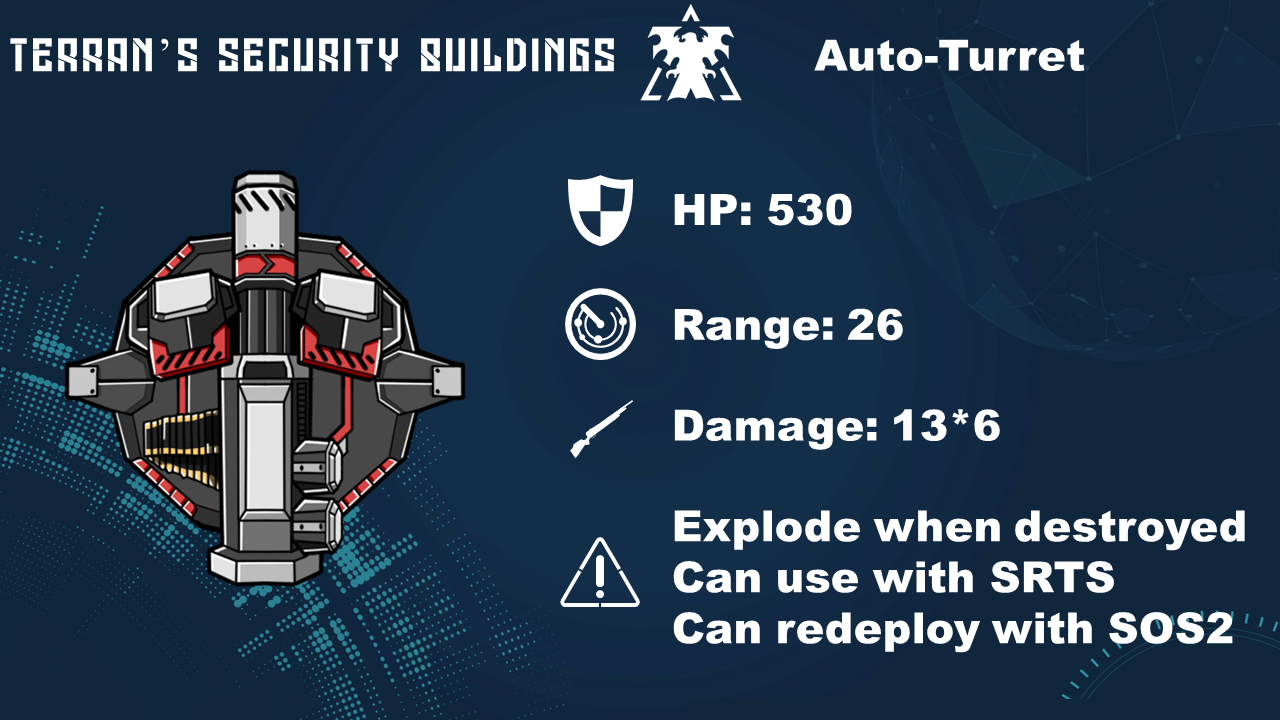 TERRAN'S SECURITY BUILDINGS
Auto-Turret
HP: 530
Range: 26
Damage: 13*6
Explode when destroyed
Can use with SRTS
Can redeploy with SOS2